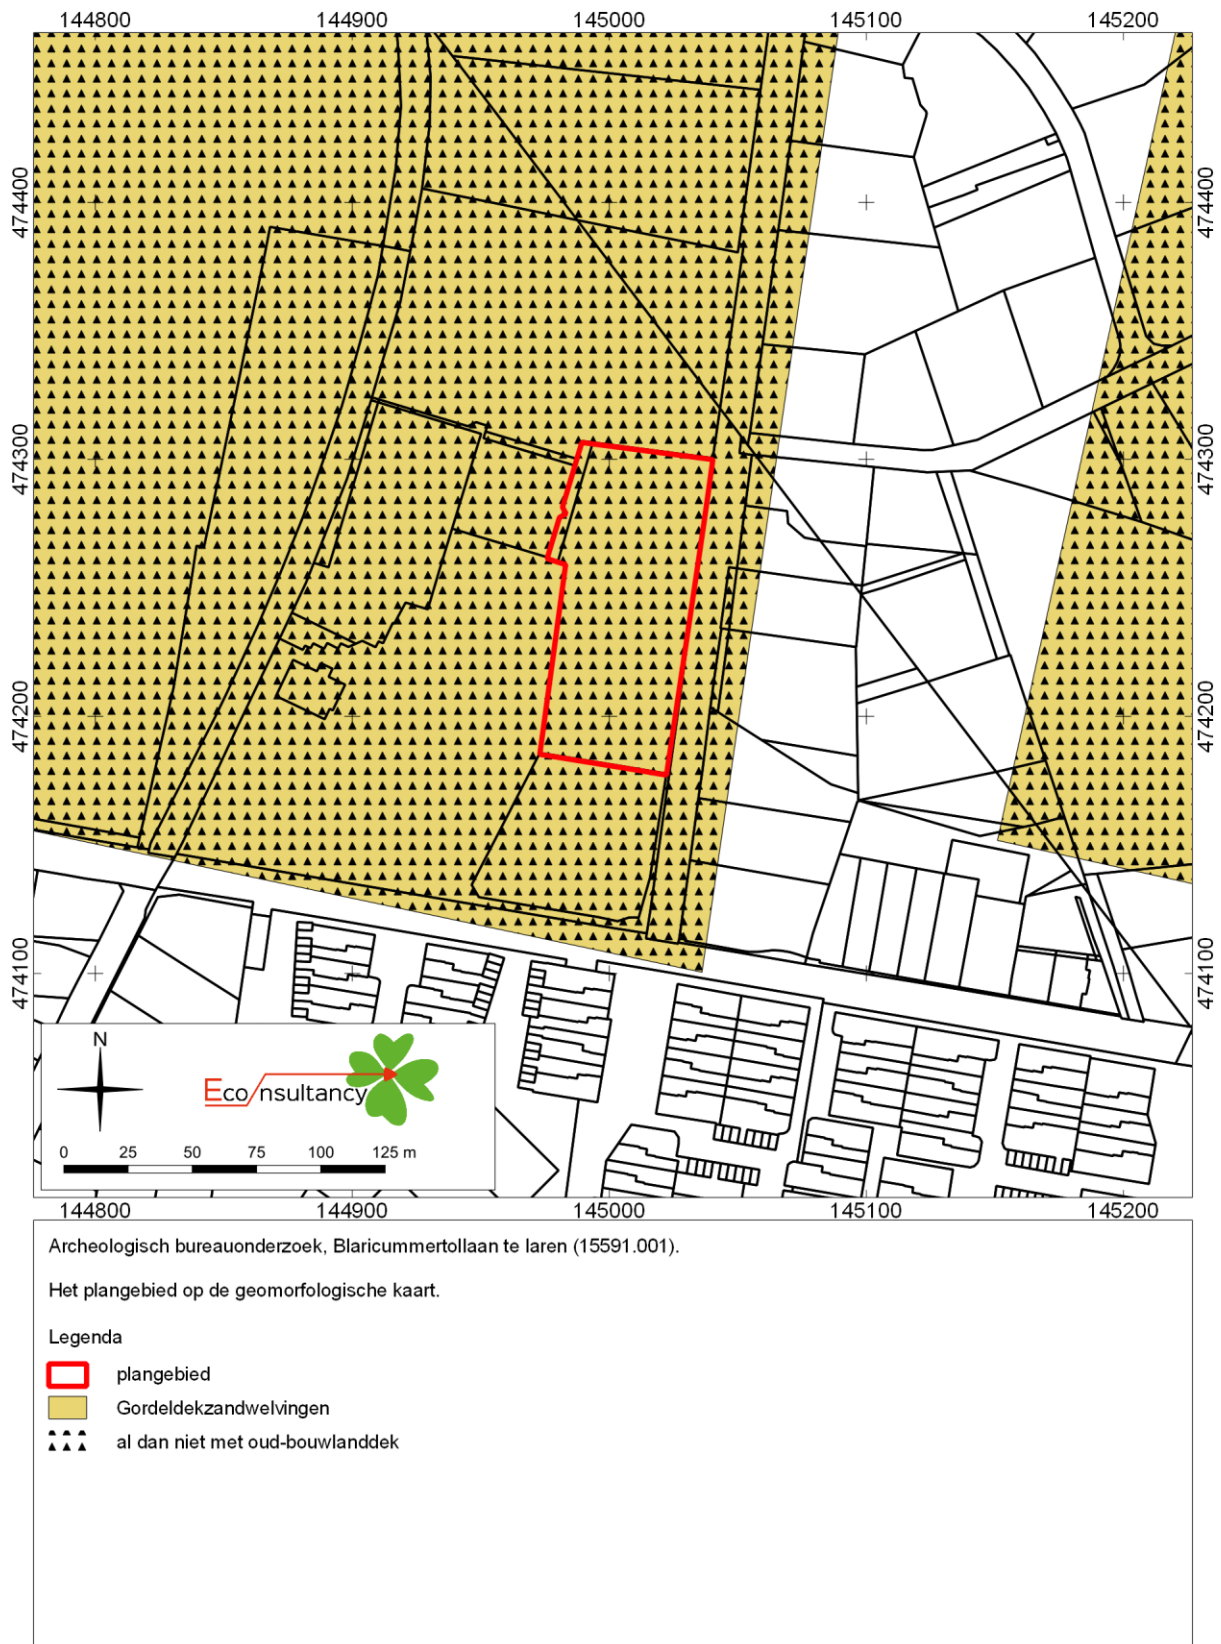 144800 144900 145000 145100 145200
474400 474400
474300 474300
474200 474200
474100 474100
N
Econsultancy
0 25 50 75 100 125 m
144800 144900 145000 145100 145200
Archeologisch bureauonderzoek, Blaricummertollaan te laren (15591.001).
Het plangebied op de geomorfologische kaart.
Legenda
plangebied
Gordeldekzandwelvingen
al dan niet met oud-bouwlanddek